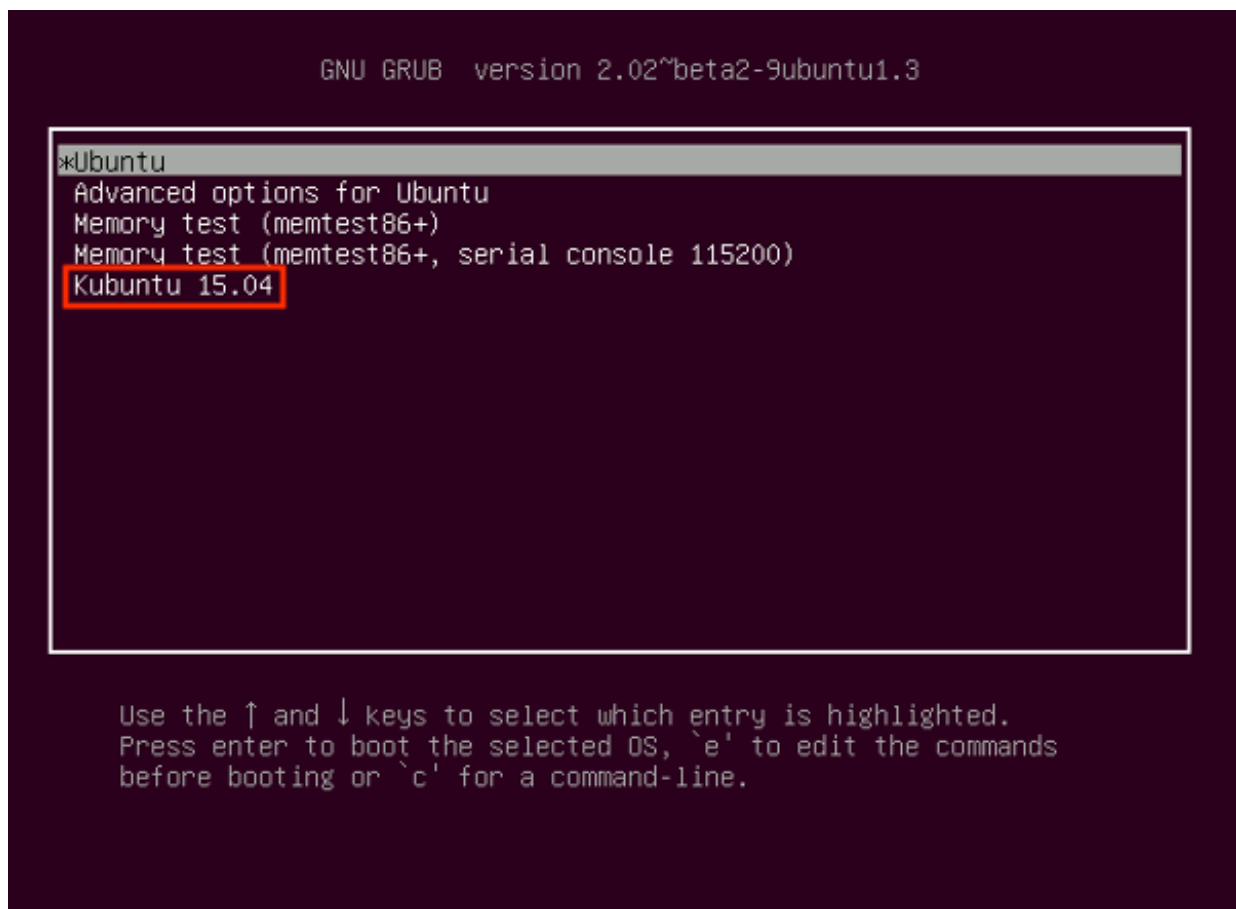 GNU GRUB  version 2.02~beta2-9ubuntu1.3
*Ubuntu
Advanced options for Ubuntu
Memory test (memtest86+)
Memory test (memtest86+, serial console 115200)
Kubuntu 15.04
Use the ↑ and ↓ keys to select which entry is highlighted.
Press enter to boot the selected OS, `e' to edit the commands
before booting or `c' for a command-line.